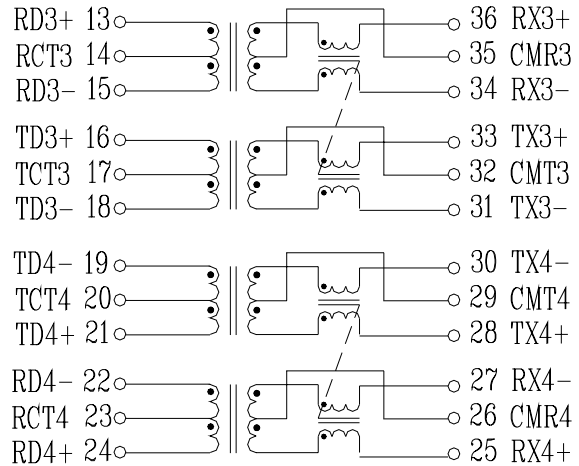 RD3+ 13 36 RX3+
RCT3 14 35 CMR3
RD3- 15 34 RX3-
TD3+ 16 33 TX3+
TCT3 17 32 CMT3
TD3- 18 31 TX3-
TD4- 19 30 TX4-
TCT4 20 29 CMT4
TD4+ 21 28 TX4+
RD4- 22 27 RX4-
RCT4 23 26 CMR4
RD4+ 24 25 RX4+